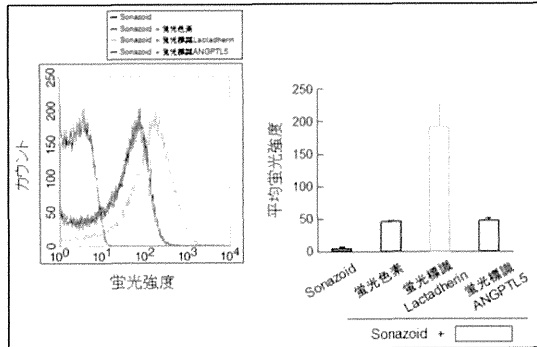 Sonazoid
Sonazoid + 蛍光色素
Sonazoid + 蛍光標識Lactadherin
Sonazoid + 蛍光標識ANGPTL5
カウント
250
200
150
100
50
0
10⁰ 10¹ 10² 10³ 10⁴
蛍光強度
平均蛍光強度
250
200
150
100
50
0
Sonazoid
蛍光色素
蛍光標識
Lactadherin
蛍光標識
ANGPTL5
Sonazoid +